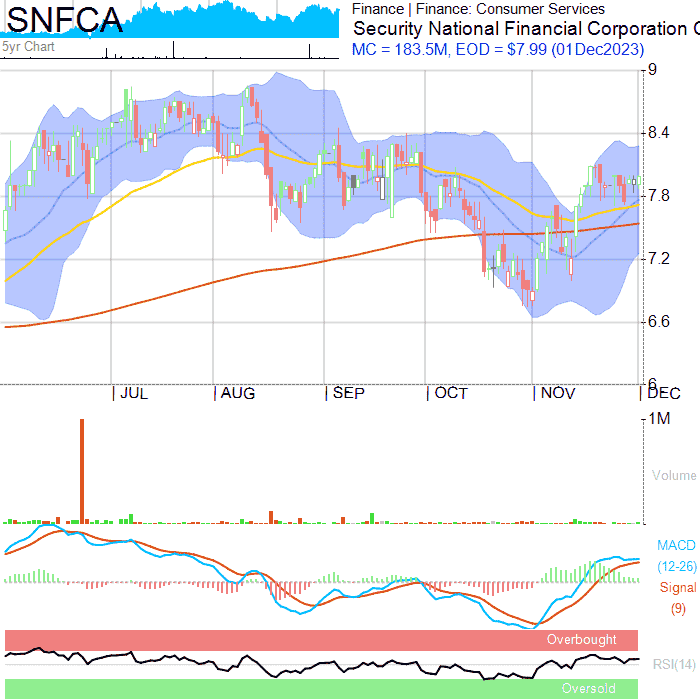 SNFCA
5yr Chart
Finance | Finance: Consumer Services
Security National Financial Corporation C
MC = 183.5M, EOD = $7.99 (01Dec2023)
9
8.4
7.8
7.2
6.6
6
JUL AUG SEP OCT NOV DEC
1M
Volume
MACD
(12-26)
Signal
(9)
Overbought
RSI(14)
Oversold